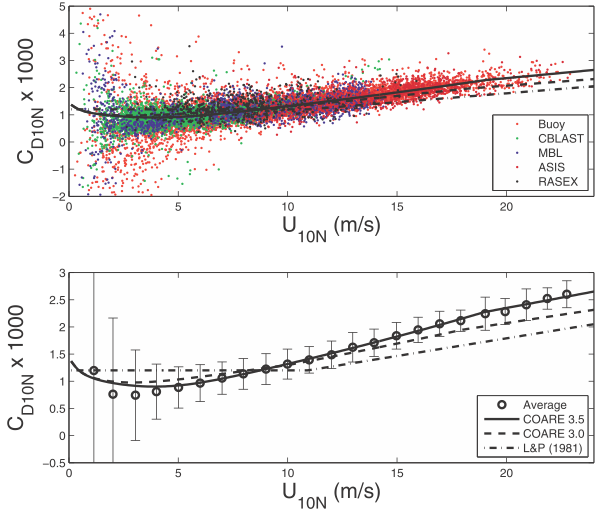 5
4
3
2
1
0
−1
−2
C_D10N x 1000
0 5 10 15 20
U_10N (m/s)
Buoy
CBLAST
MBL
ASIS
RASEX
3
2.5
2
1.5
1
0.5
0
−0.5
C_D10N x 1000
0 5 10 15 20
U_10N (m/s)
Average
COARE 3.5
COARE 3.0
L&P (1981)